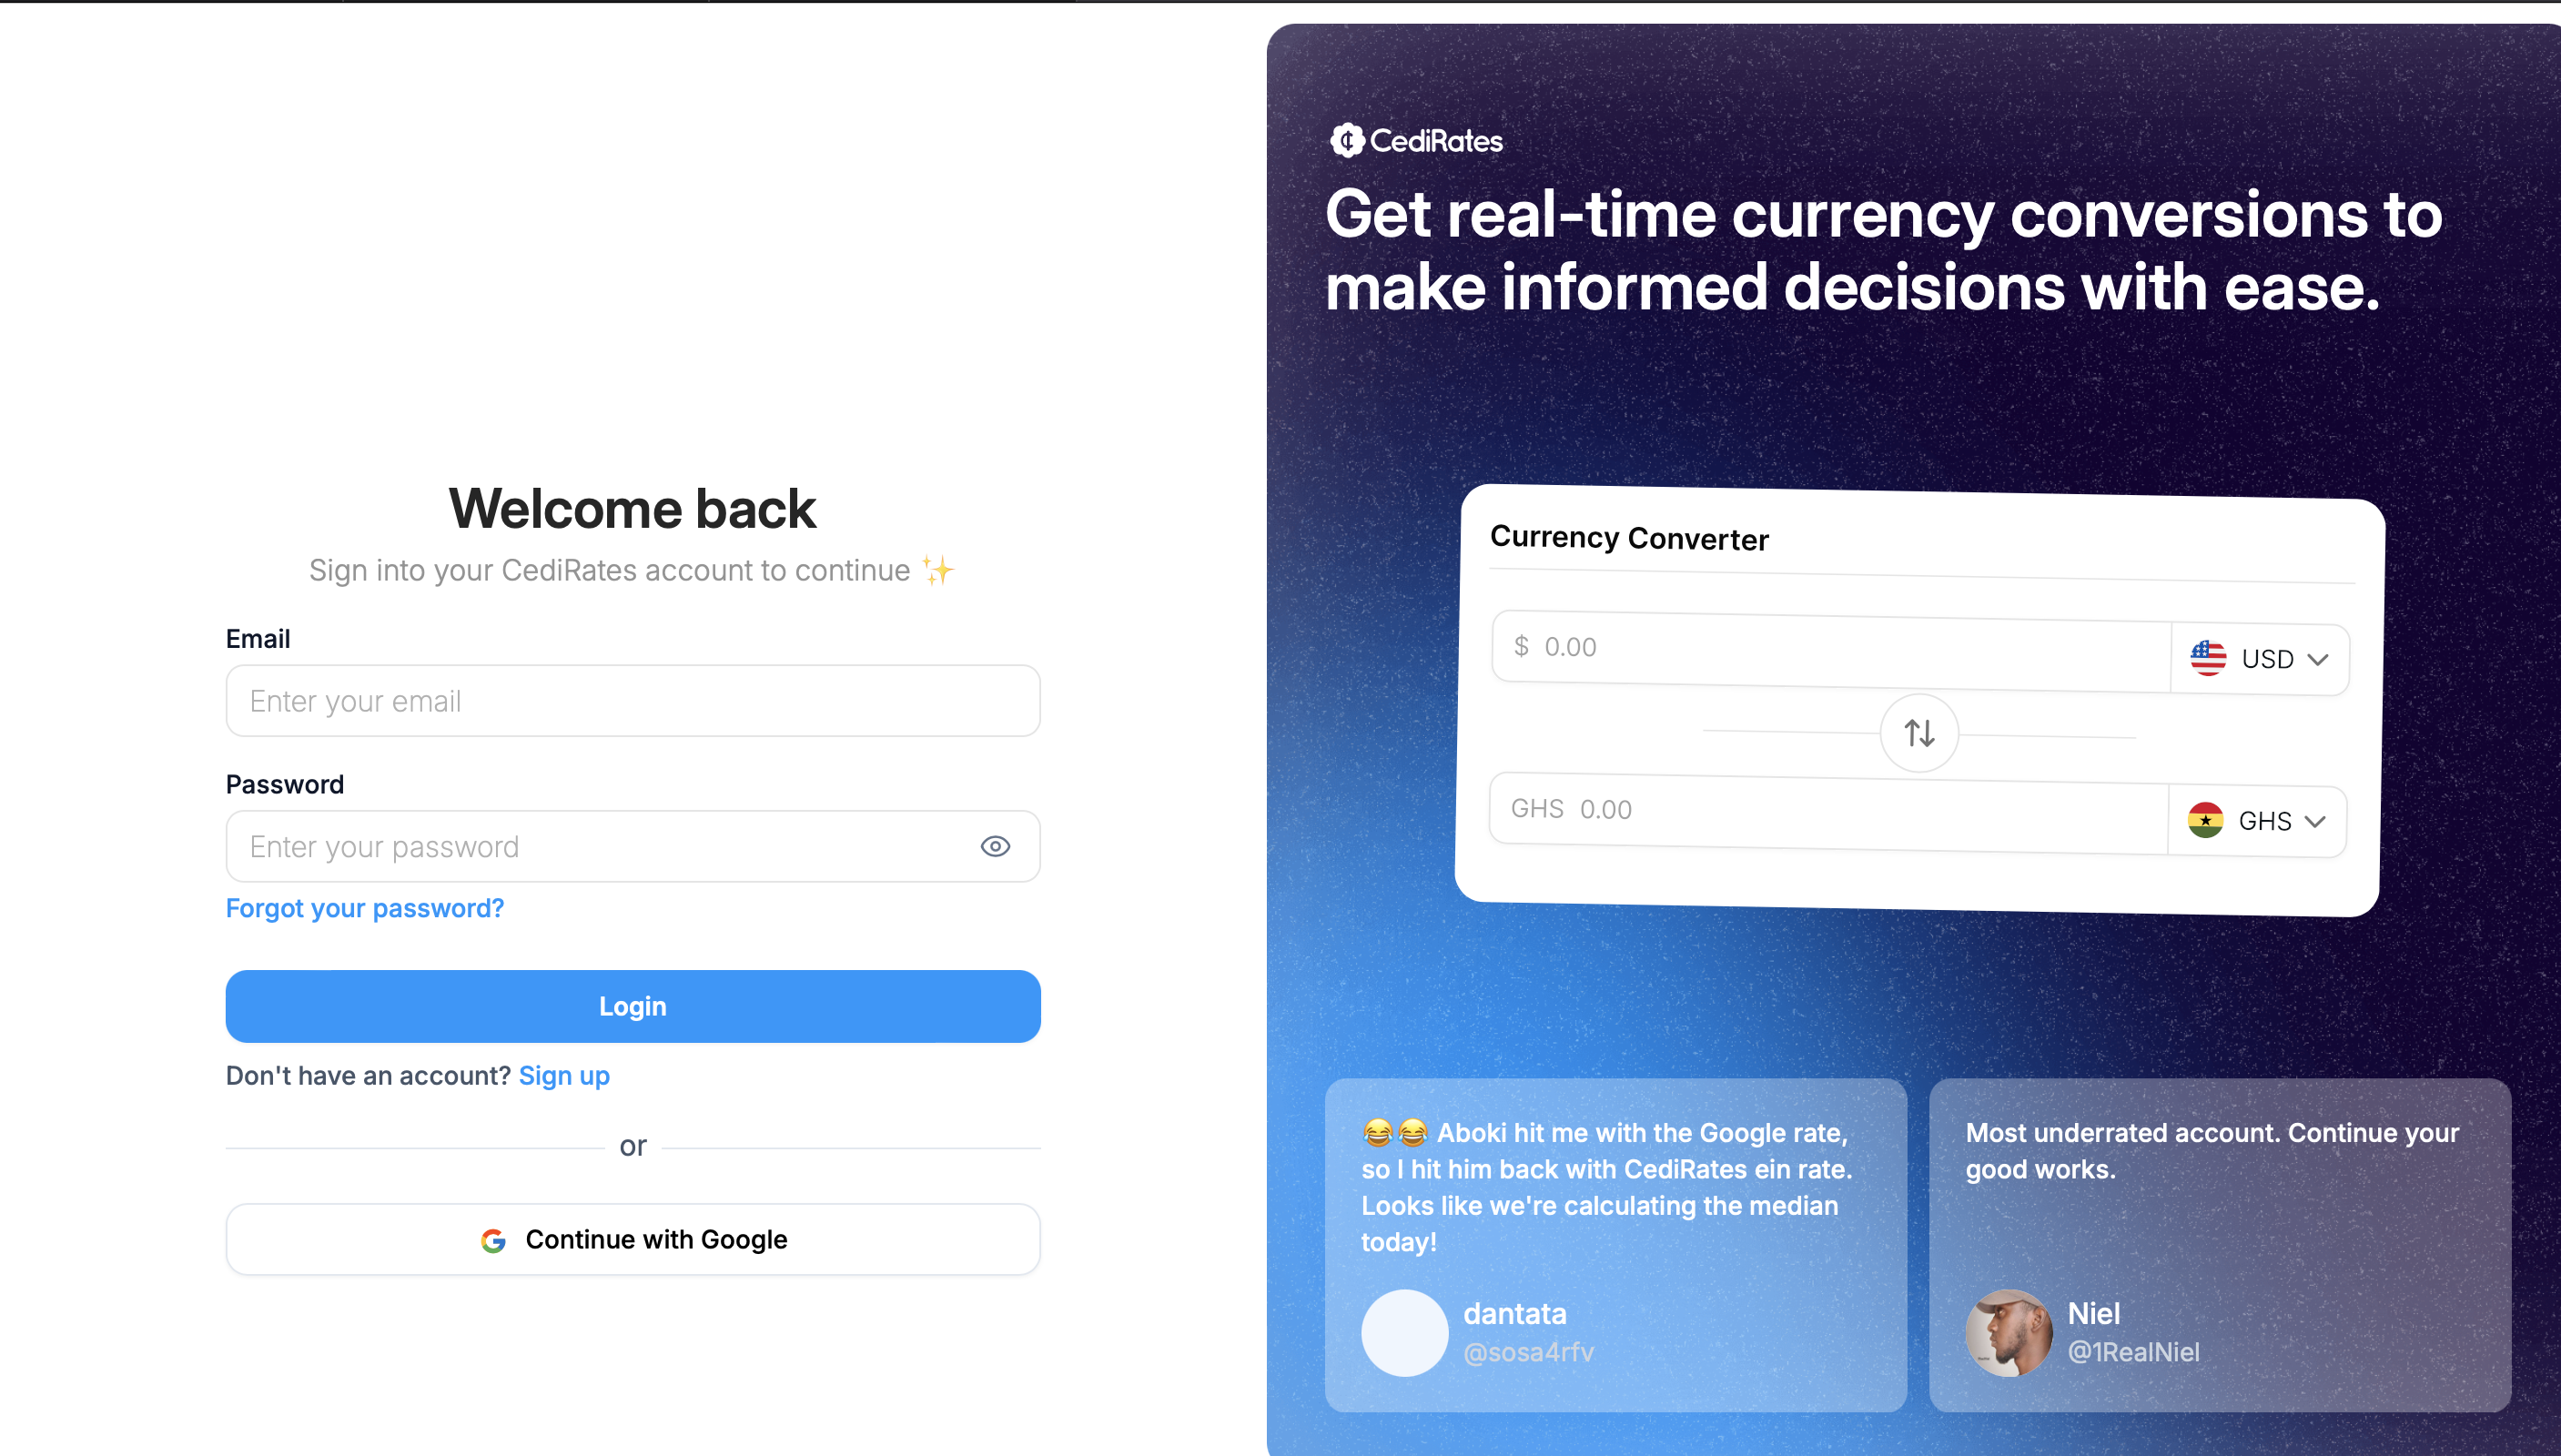 Welcome back
Sign into your CediRates account to continue ✨
Email
Enter your email
Password
Enter your password
Forgot your password?
Login
Don't have an account? Sign up
or
Continue with Google
CediRates
Get real-time currency conversions to
make informed decisions with ease.
Currency Converter
$ 0.00
USD
GHS 0.00
GHS
😂😂 Aboki hit me with the Google rate,
so I hit him back with CediRates ein rate.
Looks like we're calculating the median
today!
dantata
@sosa4rfv
Most underrated account. Continue your
good works.
Niel
@1RealNiel